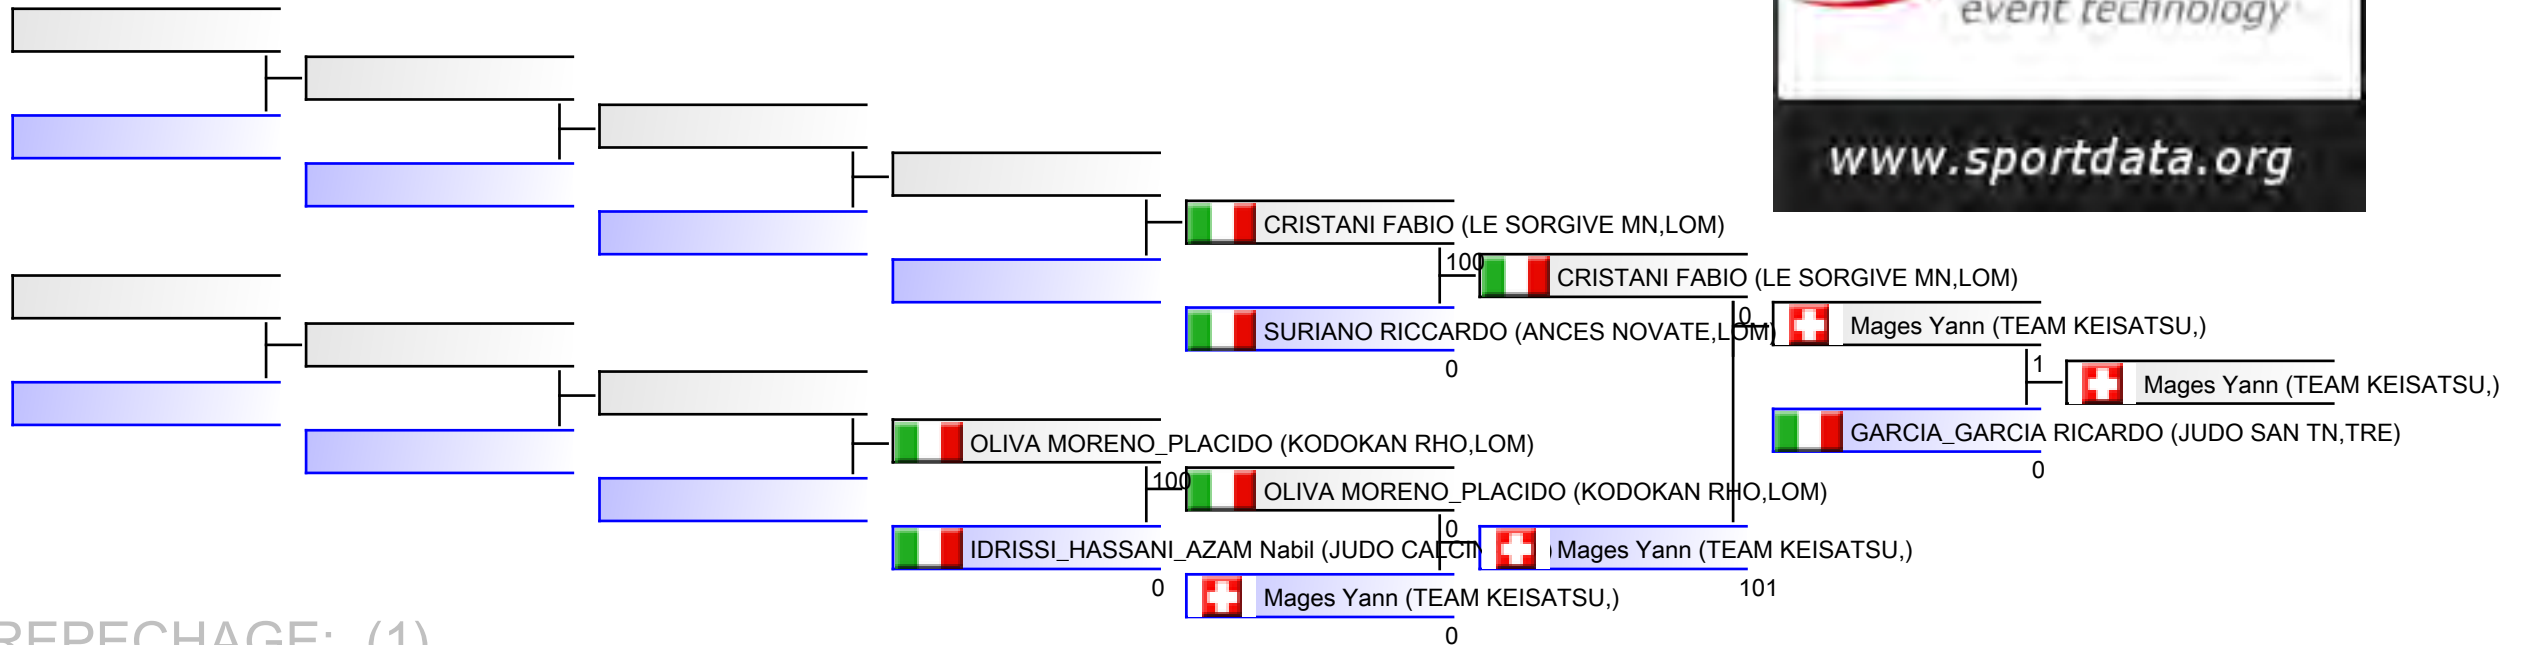 event technology
www.sportdata.org
CRISTANI FABIO (LE SORGIVE MN,LOM)
100
CRISTANI FABIO (LE SORGIVE MN,LOM)
SURIANO RICCARDO (ANCES NOVATE,LOM)
0
0
Mages Yann (TEAM KEISATSU,)
1
Mages Yann (TEAM KEISATSU,)
GARCIA_GARCIA RICARDO (JUDO SAN TN,TRE)
0
OLIVA MORENO_PLACIDO (KODOKAN RHO,LOM)
100
OLIVA MORENO_PLACIDO (KODOKAN RHO,LOM)
IDRISSI_HASSANI_AZAM Nabil (JUDO
0
0
Mages Yann (TEAM KEISATSU,)
101
Mages Yann (TEAM KEISATSU,)
0
REPECHAGE: (1)